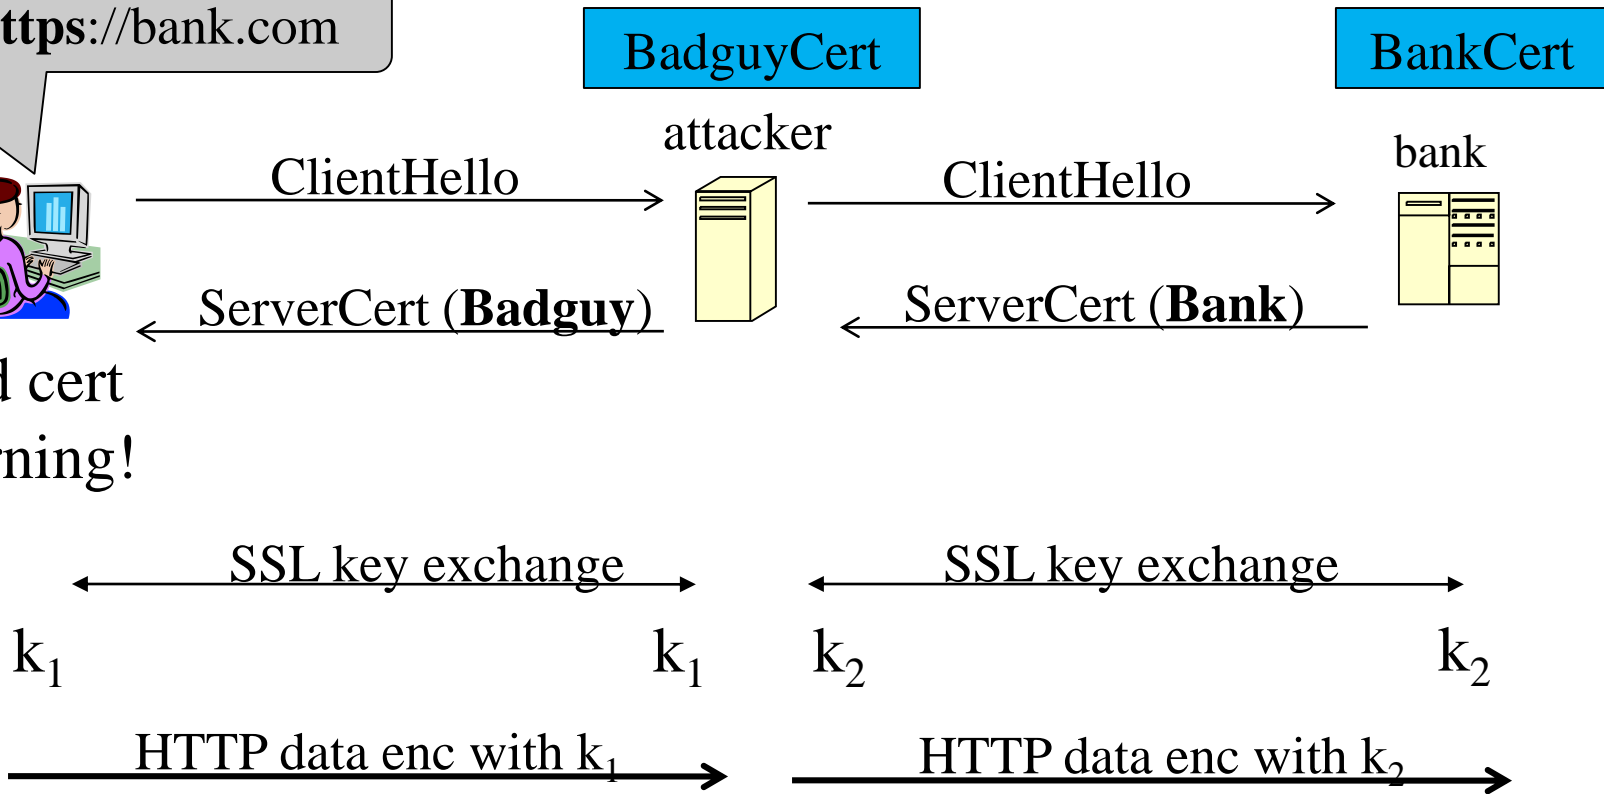 ttps://bank.com
BadguyCert
BankCert
attacker
bank
ClientHello
ClientHello
ServerCert (Badguy)
ServerCert (Bank)
cert
rning!
SSL key exchange
SSL key exchange
k1
k1
k2
k2
HTTP data enc with k1
HTTP data enc with k2